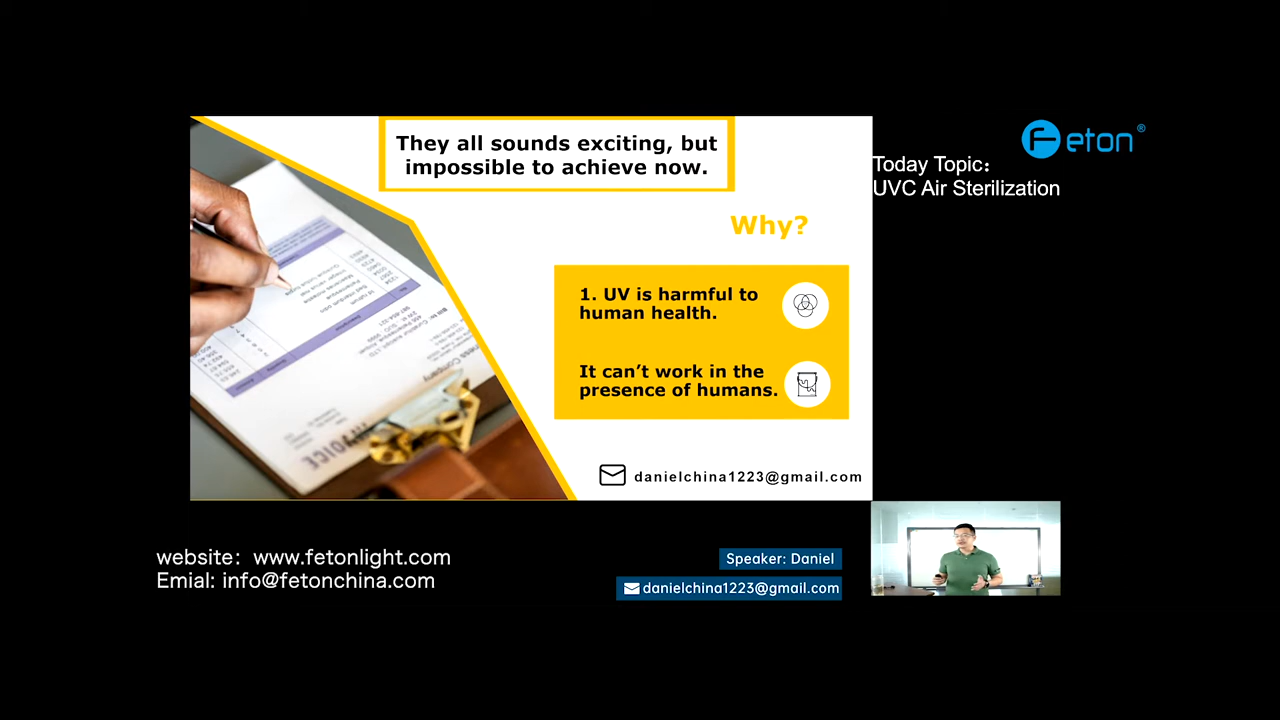 They all sounds exciting, but
impossible to achieve now.
Feton®
Today Topic:
UVC Air Sterilization
Why?
1. UV is harmful to
human health.
It can’t work in the
presence of humans.
danielchina1223@gmail.com
INVOICE
website: www.fetonlight.com
Emial: info@fetonchina.com
Speaker: Daniel
danielchina1223@gmail.com